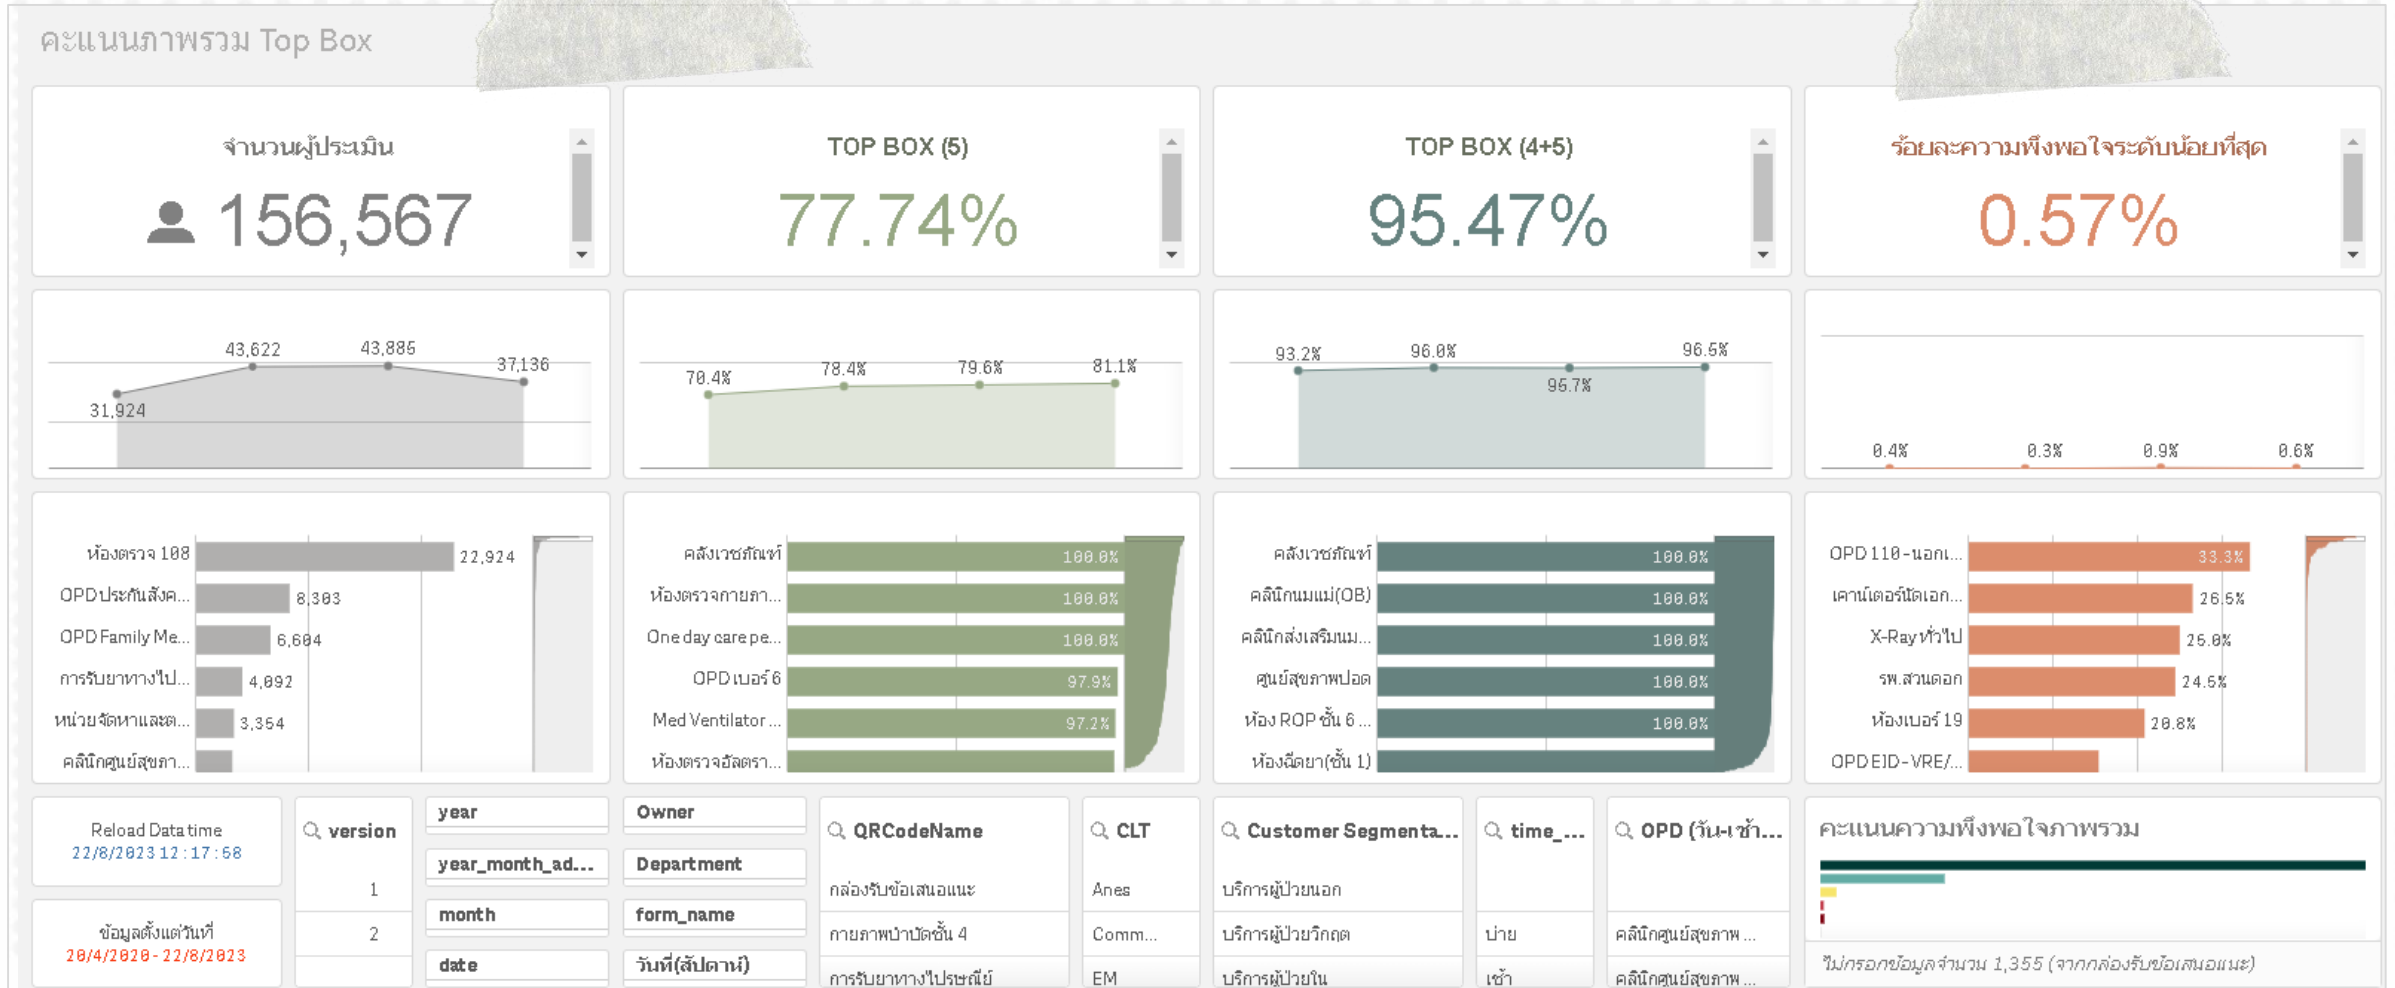 คะแนนภาพรวม Top Box
จำนวนผู้ประเมิน
156,567
TOP BOX (5)
77.74%
TOP BOX (4+5)
95.47%
ร้อยละความพึงพอใจระดับน้อยที่สุด
0.57%
31,924
43,622
43,885
37,136
70.4%
78.4%
79.6%
81.1%
93.2%
96.0%
95.7%
96.5%
0.4%
0.3%
0.9%
0.6%
ห้องตรวจ 108
22,924
OPDประกันสังค...
8,303
OPD Family Me...
6,604
การรับยาทางไป...
4,092
หน่วยจัดหาและต...
3,354
คลินิกศูนย์สุขภา...
คลังเวชภัณฑ์
100.0%
ห้องตรวจกายภา...
100.0%
One day care pe...
100.0%
OPD เบอร์ 6
97.9%
Med Ventilator ...
97.2%
ห้องตรวจอัลตรา...
คลังเวชภัณฑ์
100.0%
คลินิกนมแม่(OB)
100.0%
คลินิกส่งเสริมนม...
100.0%
ศูนย์สุขภาพปอด
100.0%
ห้อง ROP ชั้น 6 ...
100.0%
ห้องฉีดยา(ชั้น 1)
OPD 110 - นอกเ...
33.3%
เคาน์เตอร์นัดเอก...
26.5%
X-Ray ทั่วไป
25.0%
รพ.สวนดอก
24.5%
ห้องเบอร์ 19
20.8%
OPD EID - VRE/...
Reload Data time
22/8/2023 12:17:58
ข้อมูลตั้งแต่วันที่
20/4/2020 - 22/8/2023
version
1
2
year
year_month_ad...
month
date
Owner
Department
form_name
วันที่(สัปดาห์)
QRCodeName
กล่องรับข้อเสนอแนะ
กายภาพบำบัดชั้น 4
การรับยาทางไปรษณีย์
CLT
Anes
Comm...
EM
Customer Segmenta...
บริการผู้ป่วยนอก
บริการผู้ป่วยวิกฤต
บริการผู้ป่วยใน
time_...
บ่าย
เช้า
OPD (วัน-เช้า...
คลินิกศูนย์สุขภาพ ...
คลินิกศูนย์สุขภาพ ...
คะแนนความพึงพอใจภาพรวม
ไม่กรอกข้อมูลจำนวน 1,355 (จากกล่องรับข้อเสนอแนะ)